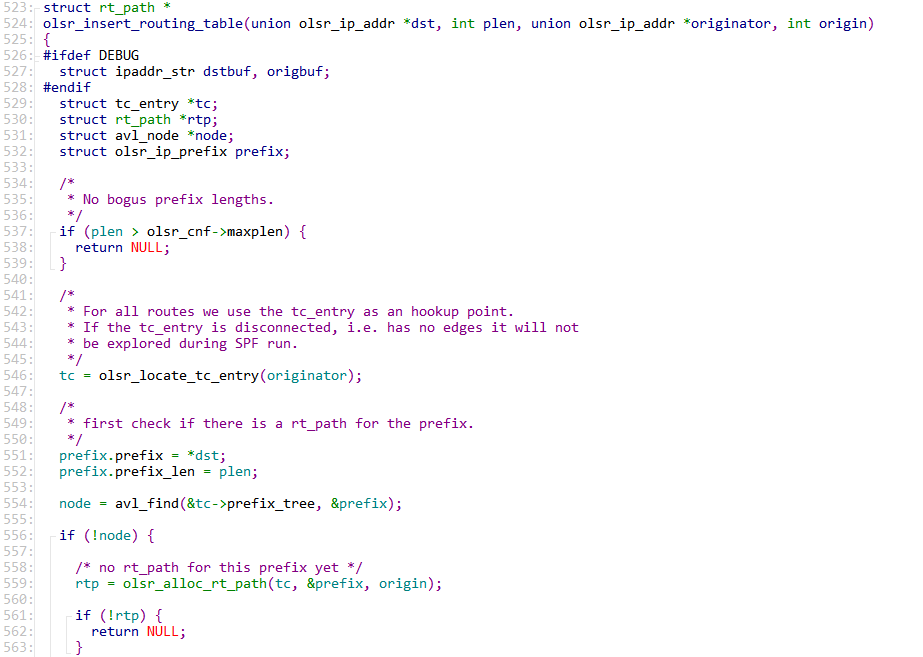 523: struct rt_path *
524: olsr_insert_routing_table(union olsr_ip_addr *dst, int plen, union olsr_ip_addr *originator, int origin)
525: {
526: #ifdef DEBUG
527:   struct ipaddr_str dstbuf, origbuf;
528: #endif
529:   struct tc_entry *tc;
530:   struct rt_path *rtp;
531:   struct avl_node *node;
532:   struct olsr_ip_prefix prefix;
533:
534:   /*
535:    * No bogus prefix lengths.
536:    */
537:   if (plen > olsr_cnf->maxplen) {
538:     return NULL;
539:   }
540:
541:   /*
542:    * For all routes we use the tc_entry as an hookup point.
543:    * If the tc_entry is disconnected, i.e. has no edges it will not
544:    * be explored during SPF run.
545:    */
546:   tc = olsr_locate_tc_entry(originator);
547:
548:   /*
549:    * first check if there is a rt_path for the prefix.
550:    */
551:   prefix.prefix = *dst;
552:   prefix.prefix_len = plen;
553:
554:   node = avl_find(&tc->prefix_tree, &prefix);
555:
556:   if (!node) {
557:
558:     /* no rt_path for this prefix yet */
559:     rtp = olsr_alloc_rt_path(tc, &prefix, origin);
560:
561:     if (!rtp) {
562:       return NULL;
563:     }